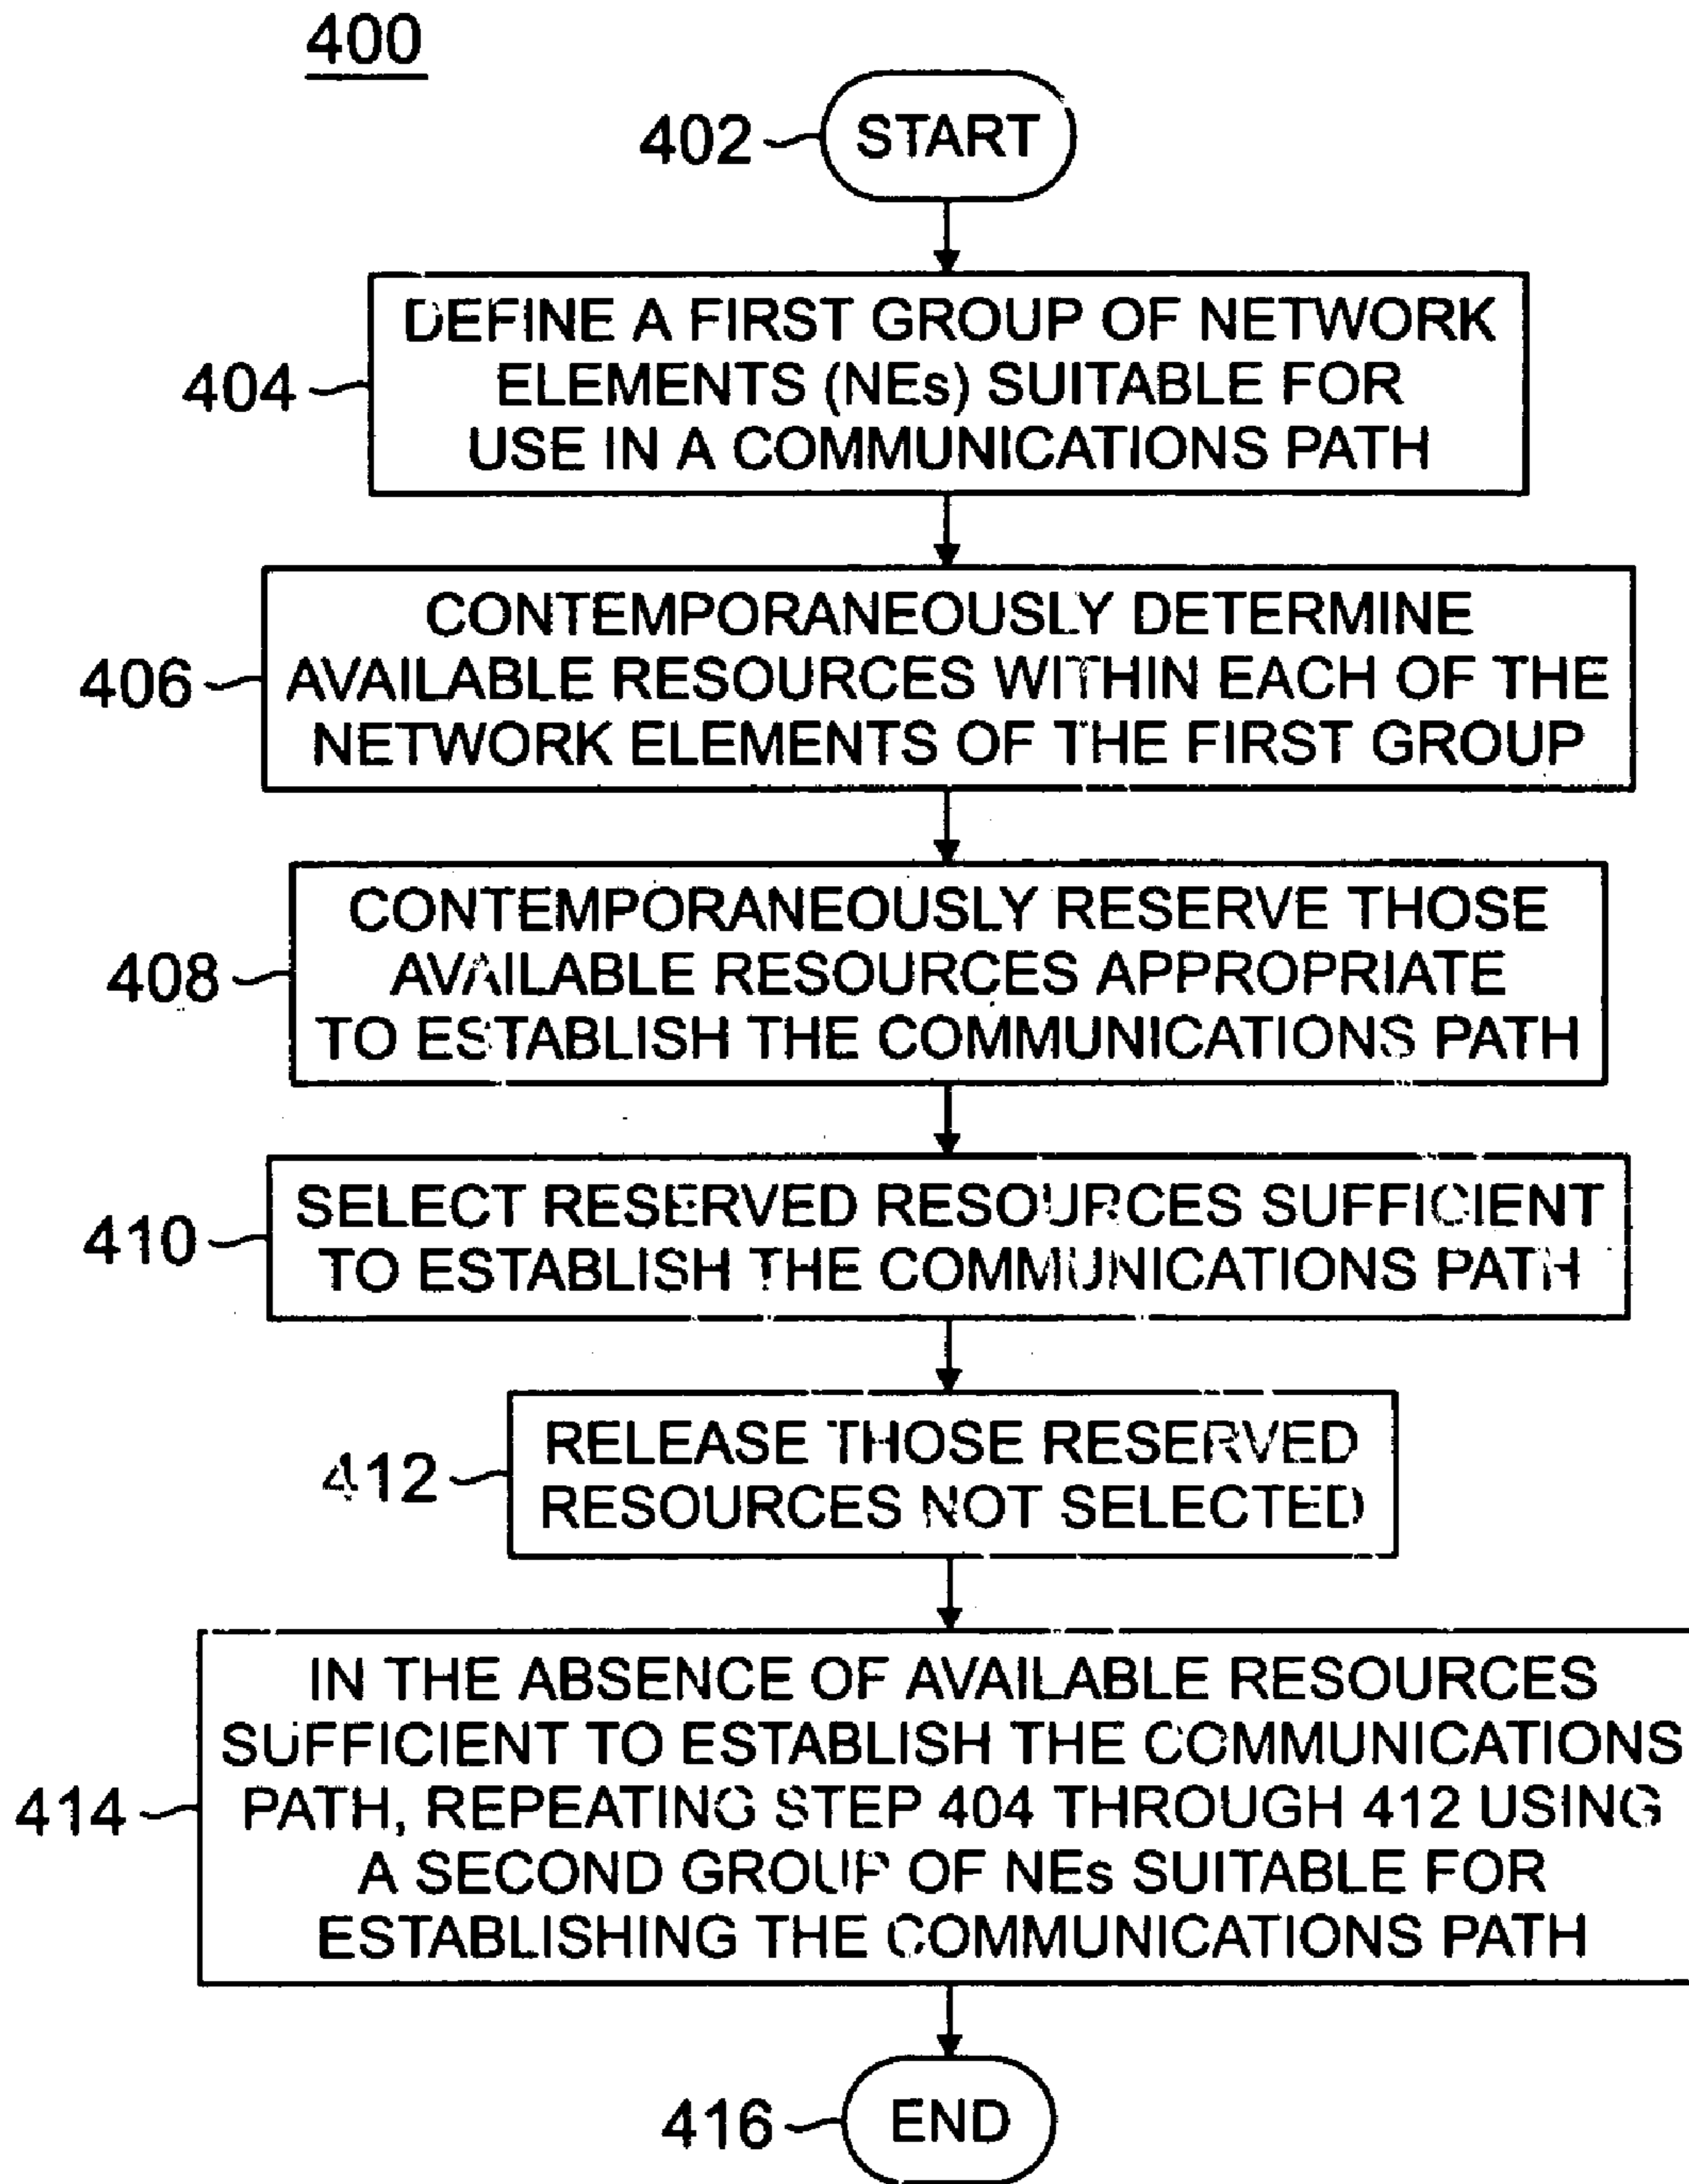 400
402
START
404
DEFINE A FIRST GROUP OF NETWORK
ELEMENTS (NEs) SUITABLE FOR
USE IN A COMMUNICATIONS PATH
406
CONTEMPORANEOUSLY DETERMINE
AVAILABLE RESOURCES WITHIN EACH OF THE
NETWORK ELEMENTS OF THE FIRST GROUP
408
CONTEMPORANEOUSLY RESERVE THOSE
AVAILABLE RESOURCES APPROPRIATE
TO ESTABLISH THE COMMUNICATIONS PATH
410
SELECT RESERVED RESOURCES SUFFICIENT
TO ESTABLISH THE COMMUNICATIONS PATH
412
RELEASE THOSE RESERVED
RESOURCES NOT SELECTED
414
IN THE ABSENCE OF AVAILABLE RESOURCES
SUFFICIENT TO ESTABLISH THE COMMUNICATIONS
PATH, REPEATING STEP 404 THROUGH 412 USING
A SECOND GROUP OF NEs SUITABLE FOR
ESTABLISHING THE COMMUNICATIONS PATH
416
END